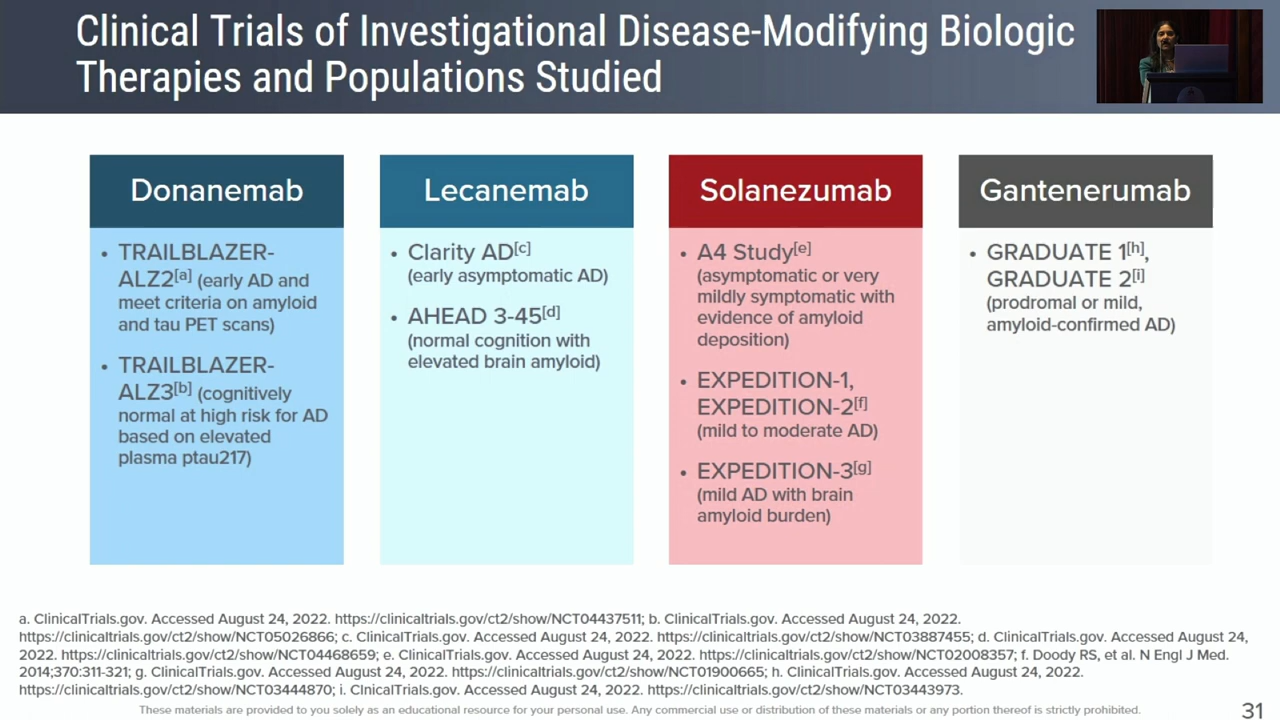 Clinical Trials of Investigational Disease-Modifying Biologic
Therapies and Populations Studied
Donanemab
• TRAILBLAZER-
ALZ2[a] (early AD and
meet criteria on amyloid
and tau PET scans)
• TRAILBLAZER-
ALZ3[b] (cognitively
normal at high risk for AD
based on elevated
plasma ptau217)
Lecanemab
• Clarity AD[c]
(early asymptomatic AD)
• AHEAD 3-45[d]
(normal cognition with
elevated brain amyloid)
Solanezumab
• A4 Study[e]
(asymptomatic or very
mildly symptomatic with
evidence of amyloid
deposition)
• EXPEDITION-1,
EXPEDITION-2[f]
(mild to moderate AD)
• EXPEDITION-3[g]
(mild AD with brain
amyloid burden)
Gantenerumab
• GRADUATE 1[h],
GRADUATE 2[i]
(prodromal or mild,
amyloid-confirmed AD)
a. ClinicalTrials.gov. Accessed August 24, 2022. https://clinicaltrials.gov/ct2/show/NCT04437511; b. ClinicalTrials.gov. Accessed August 24, 2022.
https://clinicaltrials.gov/ct2/show/NCT05026866; c. ClinicalTrials.gov. Accessed August 24, 2022. https://clinicaltrials.gov/ct2/show/NCT03887455; d. ClinicalTrials.gov. Accessed August 24,
2022. https://clinicaltrials.gov/ct2/show/NCT04468659; e. ClinicalTrials.gov. Accessed August 24, 2022. https://clinicaltrials.gov/ct2/show/NCT02008357; f. Doody RS, et al. N Engl J Med.
2014;370:311-321; g. ClinicalTrials.gov. Accessed August 24, 2022. https://clinicaltrials.gov/ct2/show/NCT01900665; h. ClinicalTrials.gov. Accessed August 24, 2022.
https://clinicaltrials.gov/ct2/show/NCT03444870; i. ClnicalTrials.gov. Accessed August 24, 2022. https://clinicaltrials.gov/ct2/show/NCT03443973.
These materials are provided to you solely as an educational resource for your personal use. Any commercial use or distribution of these materials or any portion thereof is strictly prohibited.
31